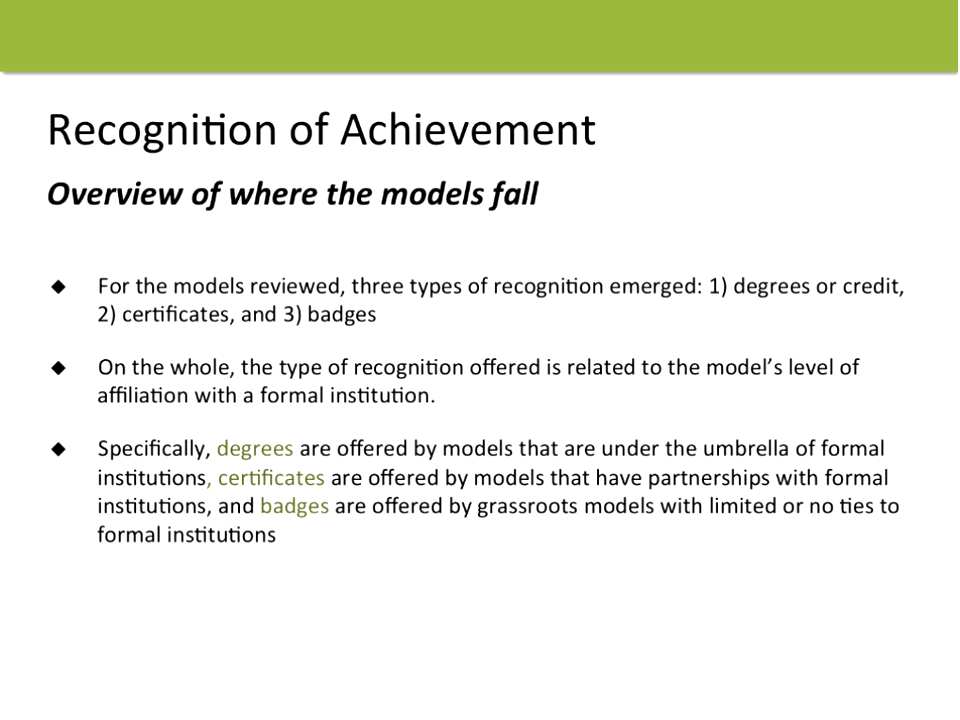 Recognition of Achievement
Overview of where the models fall
◆ For the models reviewed, three types of recognition emerged: 1) degrees or credit,
2) certificates, and 3) badges
◆ On the whole, the type of recognition offered is related to the model’s level of
affiliation with a formal institution.
◆ Specifically, degrees are offered by models that are under the umbrella of formal
institutions, certificates are offered by models that have partnerships with formal
institutions, and badges are offered by grassroots models with limited or no ties to
formal institutions